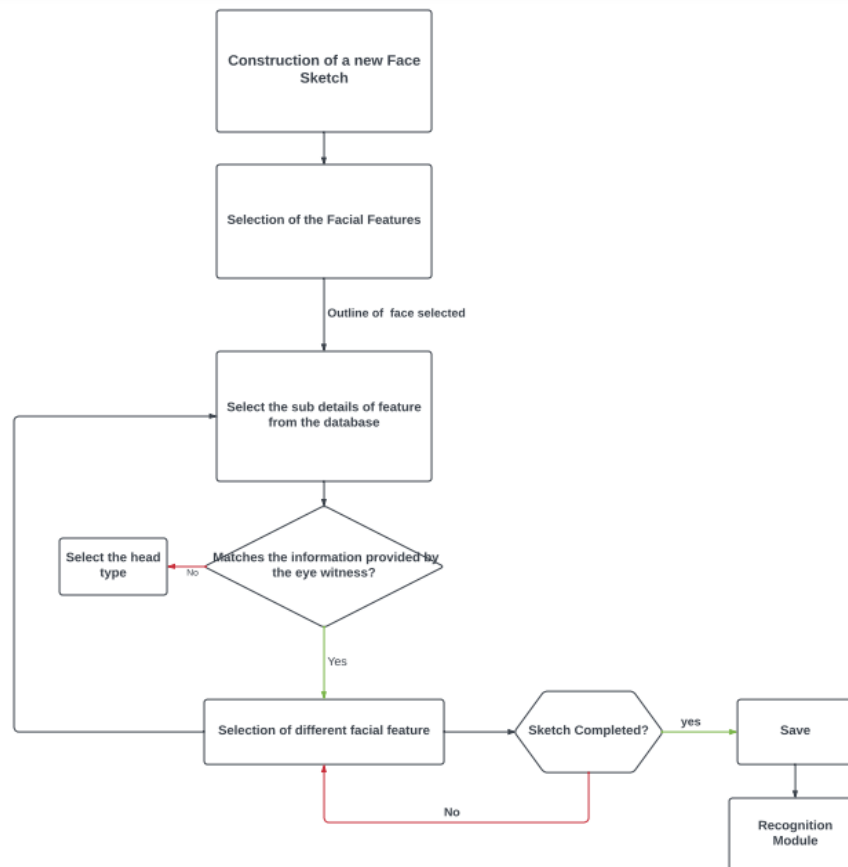 Construction of a new Face
Sketch
Selection of the Facial Features
Outline of face selected
Select the sub details of feature
from the database
Matches the information provided by
the eye witness?
Select the head
type
No
Yes
Selection of different facial feature
Sketch Completed?
yes
Save
No
Recognition
Module